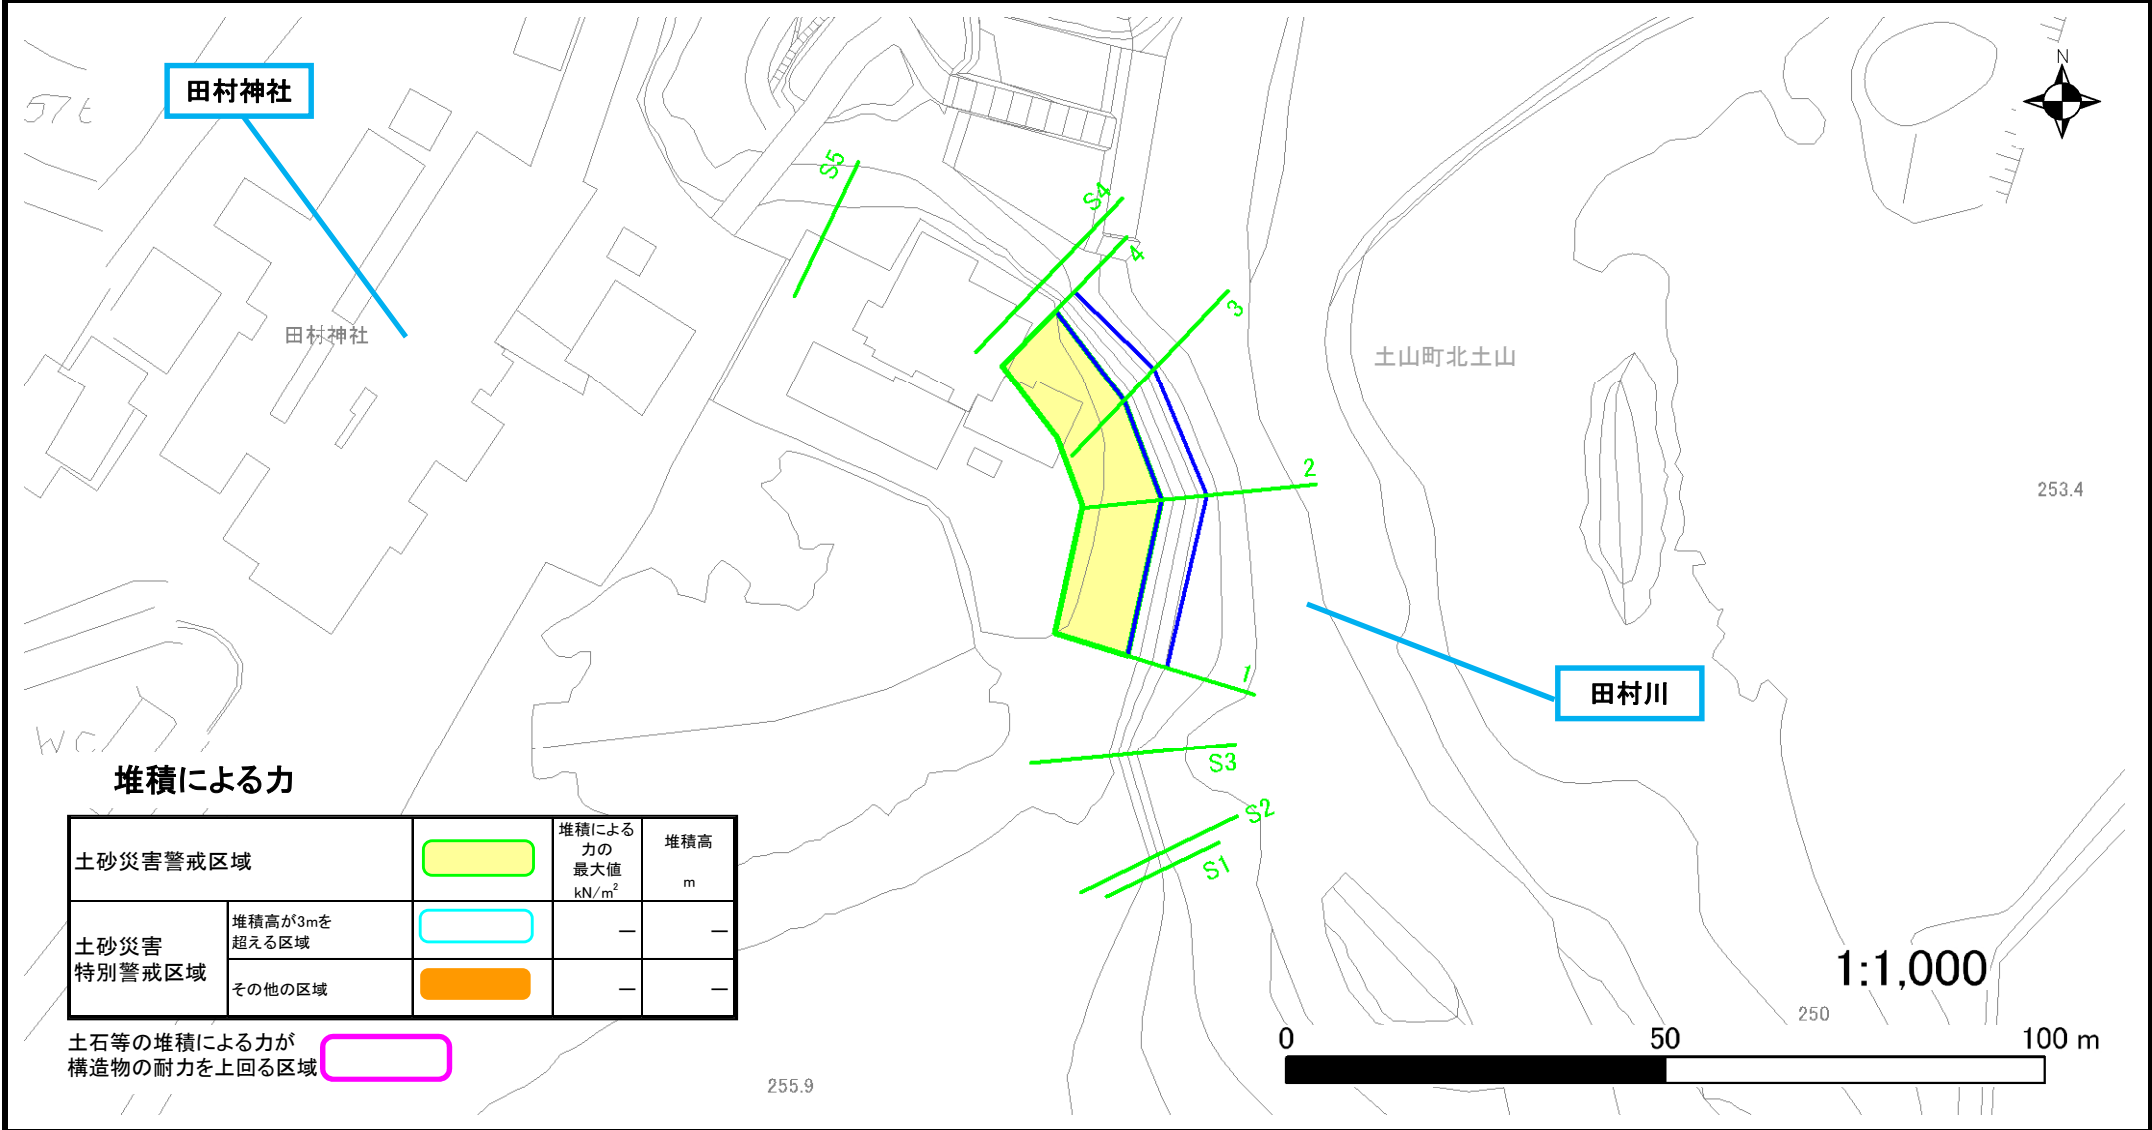 N
田村神社
S5
S4
4
3
田村神社
土山町北土山
2
253.4
1
田村川
WC
S3
S2
S1
堆積による力
土砂災害警戒区域
堆積による
力の
最大値
kN/m²
堆積高
m
土砂災害
特別警戒区域
堆積高が3mを
超える区域
—
—
その他の区域
—
—
土石等の堆積による力が
構造物の耐力を上回る区域
1:1,000
250
0 50 100 m
255.9